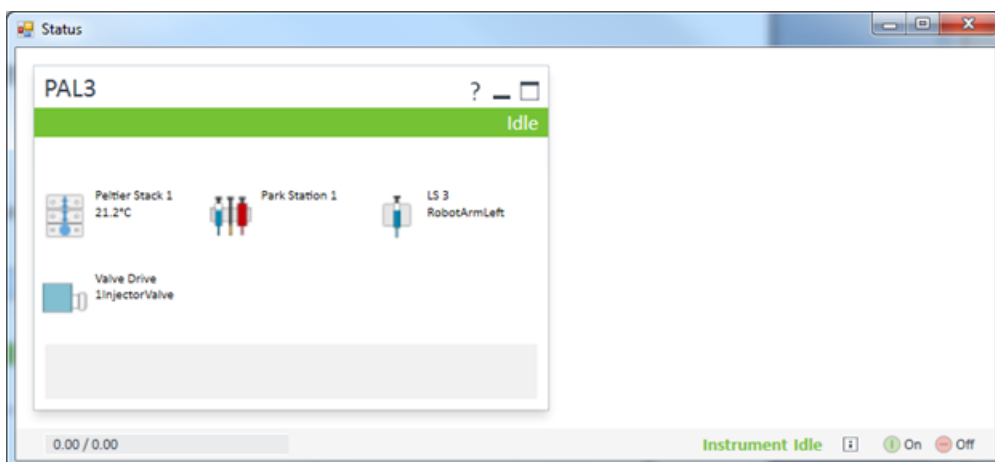 Status
PAL3
?
Idle
Peltier Stack 1
21.2°C
Park Station 1
LS 3
RobotArmLeft
Valve Drive
1InjectorValve
0.00 / 0.00
Instrument Idle
i
On
Off